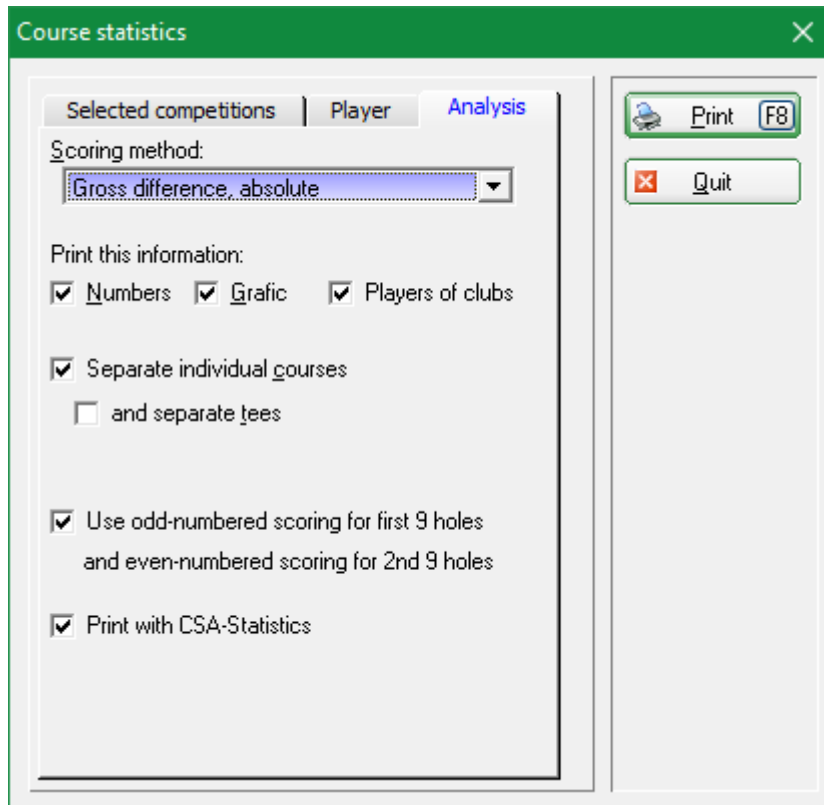 Course statistics
Selected competitions Player Analysis
Scoring method:
Gross difference, absolute
Print this information:
Numbers Grafic Players of clubs
Separate individual courses
and separate tees
Use odd-numbered scoring for first 9 holes
and even-numbered scoring for 2nd 9 holes
Print with CSA-Statistics
Print F8
Quit